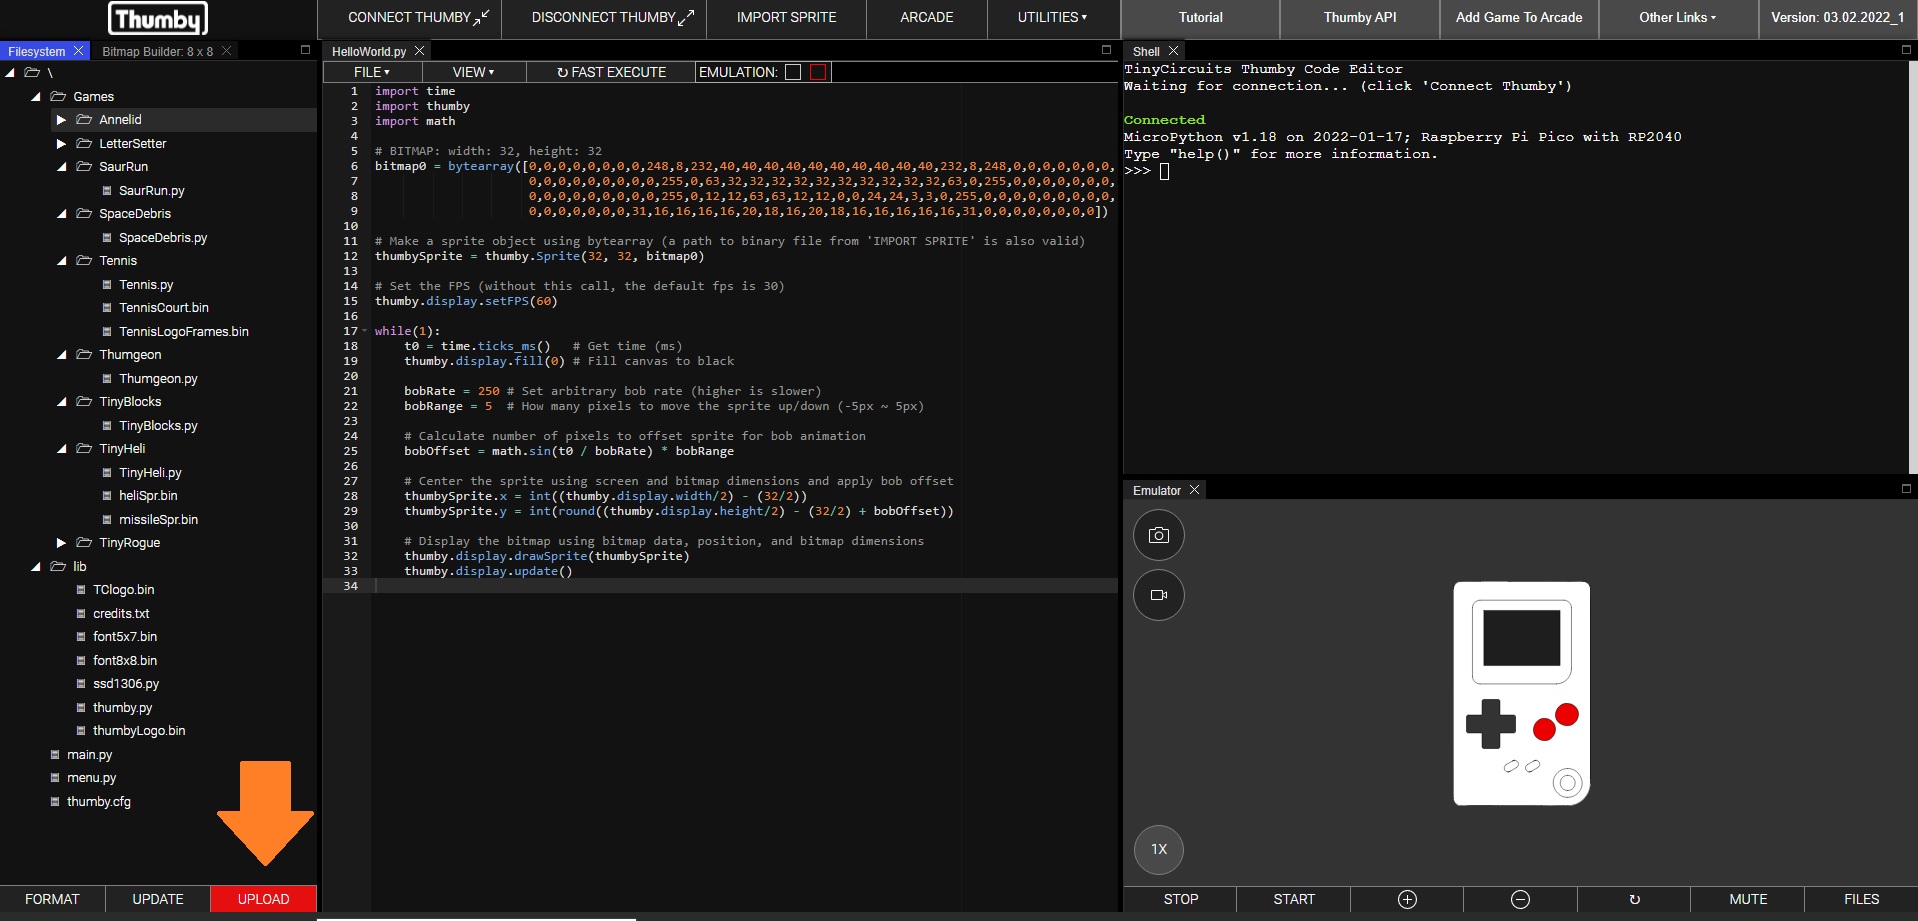 Thumby
CONNECT THUMBY
DISCONNECT THUMBY
IMPORT SPRITE
ARCADE
UTILITIES
Tutorial
Thumby API
Add Game To Arcade
Other Links
Version: 03.02.2022_1
Filesystem
Bitmap Builder: 8 x 8
\
Games
Annelid
LetterSetter
SaurRun
SaurRun.py
SpaceDebris
SpaceDebris.py
Tennis
Tennis.py
TennisCourt.bin
TennisLogoFrames.bin
Thumgeon
Thumgeon.py
TinyBlocks
TinyBlocks.py
TinyHeli
TinyHeli.py
heliSpr.bin
missileSpr.bin
TinyRogue
lib
TClogo.bin
credits.txt
font5x7.bin
font8x8.bin
ssd1306.py
thumby.py
thumbyLogo.bin
main.py
menu.py
thumby.cfg
FORMAT
UPDATE
UPLOAD
HelloWorld.py
FILE
VIEW
FAST EXECUTE
EMULATION:
1 import time
2 import thumby
3 import math
4
5 # BITMAP: width: 32, height: 32
6 bitmap0 = bytearray([0,0,0,0,0,0,0,0,248,8,232,40,40,40,40,40,40,40,40,40,40,232,8,248,0,0,0,0,0,0,0,
7 0,0,0,0,0,0,0,0,0,255,0,63,32,32,32,32,32,32,32,32,32,32,63,0,255,0,0,0,0,0,0,0,
8 0,0,0,0,0,0,0,0,0,255,0,12,12,63,63,12,12,0,0,24,24,3,3,0,255,0,0,0,0,0,0,0,
9 0,0,0,0,0,0,0,31,16,16,16,16,20,18,16,20,18,16,16,16,16,16,31,0,0,0,0,0,0,0,0])
10
11 # Make a sprite object using bytearray (a path to binary file from 'IMPORT SPRITE' is also valid)
12 thumbySprite = thumby.Sprite(32, 32, bitmap0)
13
14 # Set the FPS (without this call, the default fps is 30)
15 thumby.display.setFPS(60)
16
17 while(1):
18 t0 = time.ticks_ms() # Get time (ms)
19 thumby.display.fill(0) # Fill canvas to black
20
21 bobRate = 250 # Set arbitrary bob rate (higher is slower)
22 bobRange = 5 # How many pixels to move the sprite up/down (-5px ~ 5px)
23
24 # Calculate number of pixels to offset sprite for bob animation
25 bobOffset = math.sin(t0 / bobRate) * bobRange
26
27 # Center the sprite using screen and bitmap dimensions and apply bob offset
28 thumbySprite.x = int((thumby.display.width/2) - (32/2))
29 thumbySprite.y = int(round((thumby.display.height/2) - (32/2) + bobOffset))
30
31 # Display the bitmap using bitmap data, position, and bitmap dimensions
32 thumby.display.drawSprite(thumbySprite)
33 thumby.display.update()
34
Shell
TinyCircuits Thumby Code Editor
Waiting for connection... (click 'Connect Thumby')
Connected
MicroPython v1.18 on 2022-01-17; Raspberry Pi Pico with RP2040
Type "help()" for more information.
>>>
Emulator
1X
STOP
START
MUTE
FILES